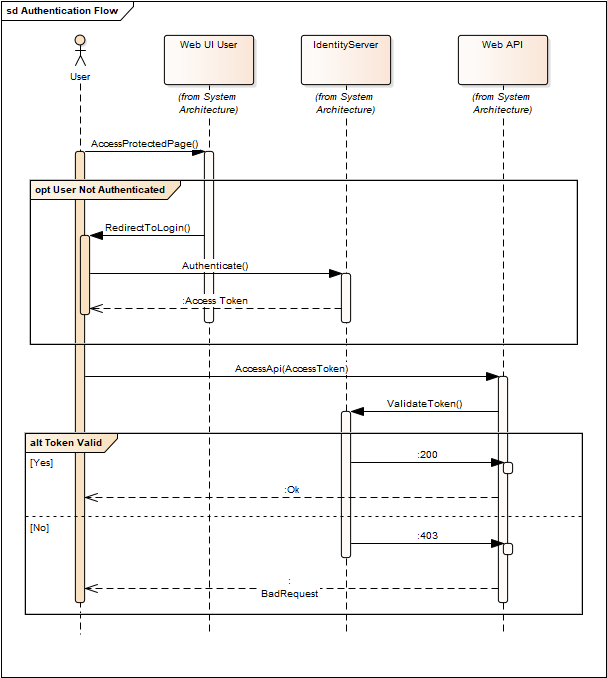 sd Authentication Flow
User
Web UI User
(from System
Architecture)
IdentityServer
(from System
Architecture)
Web API
(from System
Architecture)
AccessProtectedPage()
opt User Not Authenticated
RedirectToLogin()
Authenticate()
:Access Token
AccessApi(AccessToken)
ValidateToken()
alt Token Valid
[Yes]
:200
:Ok
[No]
:403
:
BadRequest